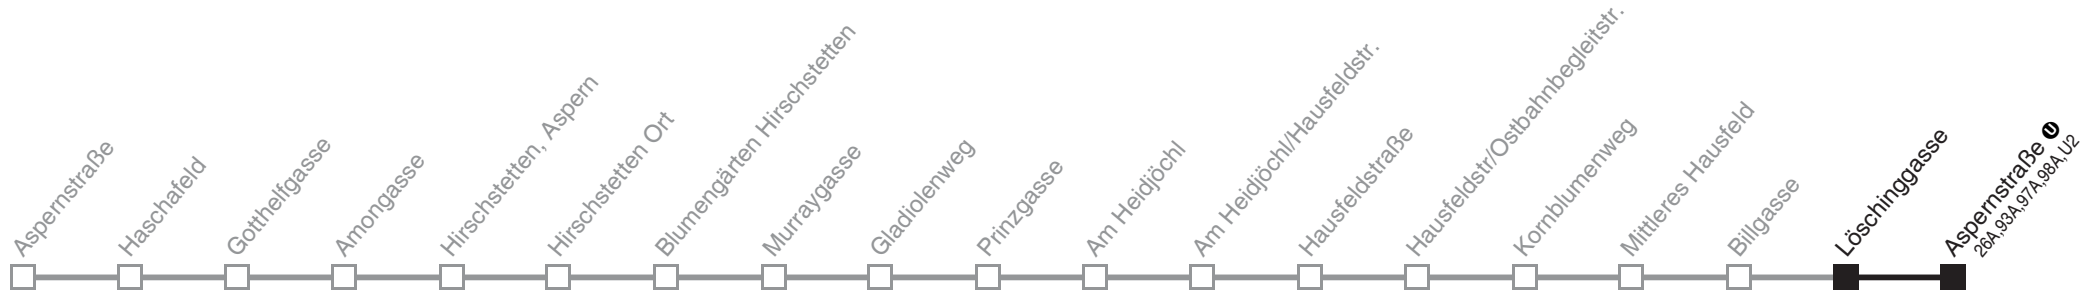 Aspernstraße
Haschafeld
Gotthelfgasse
Amongasse
Hirschstetten, Aspern
Hirschstetten Ort
Blumengärten Hirschstetten
Murraygasse
Gladiolenweg
Prinzgasse
Am Heidjöchl
Am Heidjöchl/Hausfeldstr.
Hausfeldstraße
Hausfeldstr/Ostbahnbegleitstr.
Kornblumenweg
Mittleres Hausfeld
Billgasse
Löschinggasse
Aspernstraße U
26A,93A,97A,98A,U2